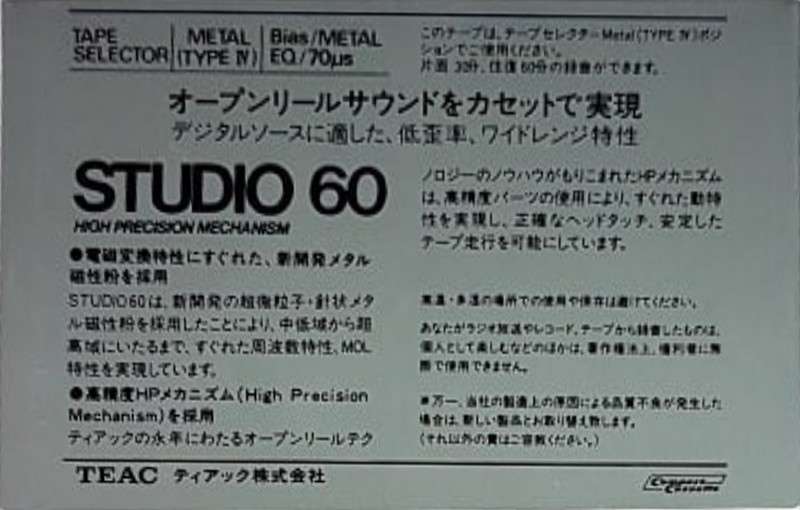 TAPE SELECTOR METAL (TYPE IV) Bias/METAL EQ./70μs
このテープは、テープセレクターMetal(TYPE IV)ポジ
ションでご使用ください。
片面 30分、往復60分の録音ができます。
オープンリールサウンドをカセットで実現
デジタルソースに適した、低歪率、ワイドレンジ特性
STUDIO 60
HIGH PRECISION MECHANISM
●電磁変換特性にすぐれた、新開発メタル
磁性粉を採用
STUDIO60は、新開発の超微粒子・針状メタ
ル磁性粉を採用したことにより、中低域から超
高域にいたるまで、すぐれた周波数特性、MOL
特性を実現しています。
●高精度HPメカニズム(High Precision
Mechanism)を採用
ティアックの永年にわたるオープンリールテク
ノロジーのノウハウがもりこまれたHPメカニズム
は、高精度パーツの使用により、すぐれた動特
性を実現し、正確なヘッドタッチ、安定した
テープ走行を可能にしています。
高温・多湿の場所での使用や保存は避けてください。
あなたがラジオ放送やレコード、テープから録音したものは、
個人として楽しむなどのほかは、著作権法上、権利者に無
断で使用できません。
■万一、当社の製造上の原因による品質不良が発生した
場合は、新しい製品とお取り替え致します。
(それ以外の責はご容赦ください。)
TEAC ティアック株式会社
Compact Cassette